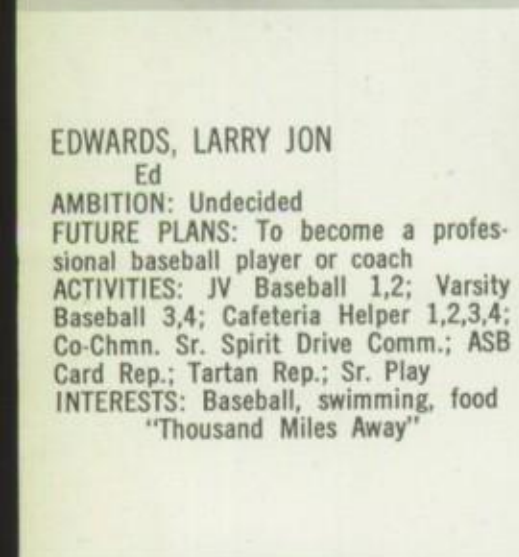 EDWARDS, LARRY JON
Ed
AMBITION: Undecided
FUTURE PLANS: To become a profes-
sional baseball player or coach
ACTIVITIES: JV Baseball 1,2; Varsity
Baseball 3,4; Cafeteria Helper 1,2,3,4;
Co-Chmn. Sr. Spirit Drive Comm.; ASB
Card Rep.; Tartan Rep.; Sr. Play
INTERESTS: Baseball, swimming, food
"Thousand Miles Away"